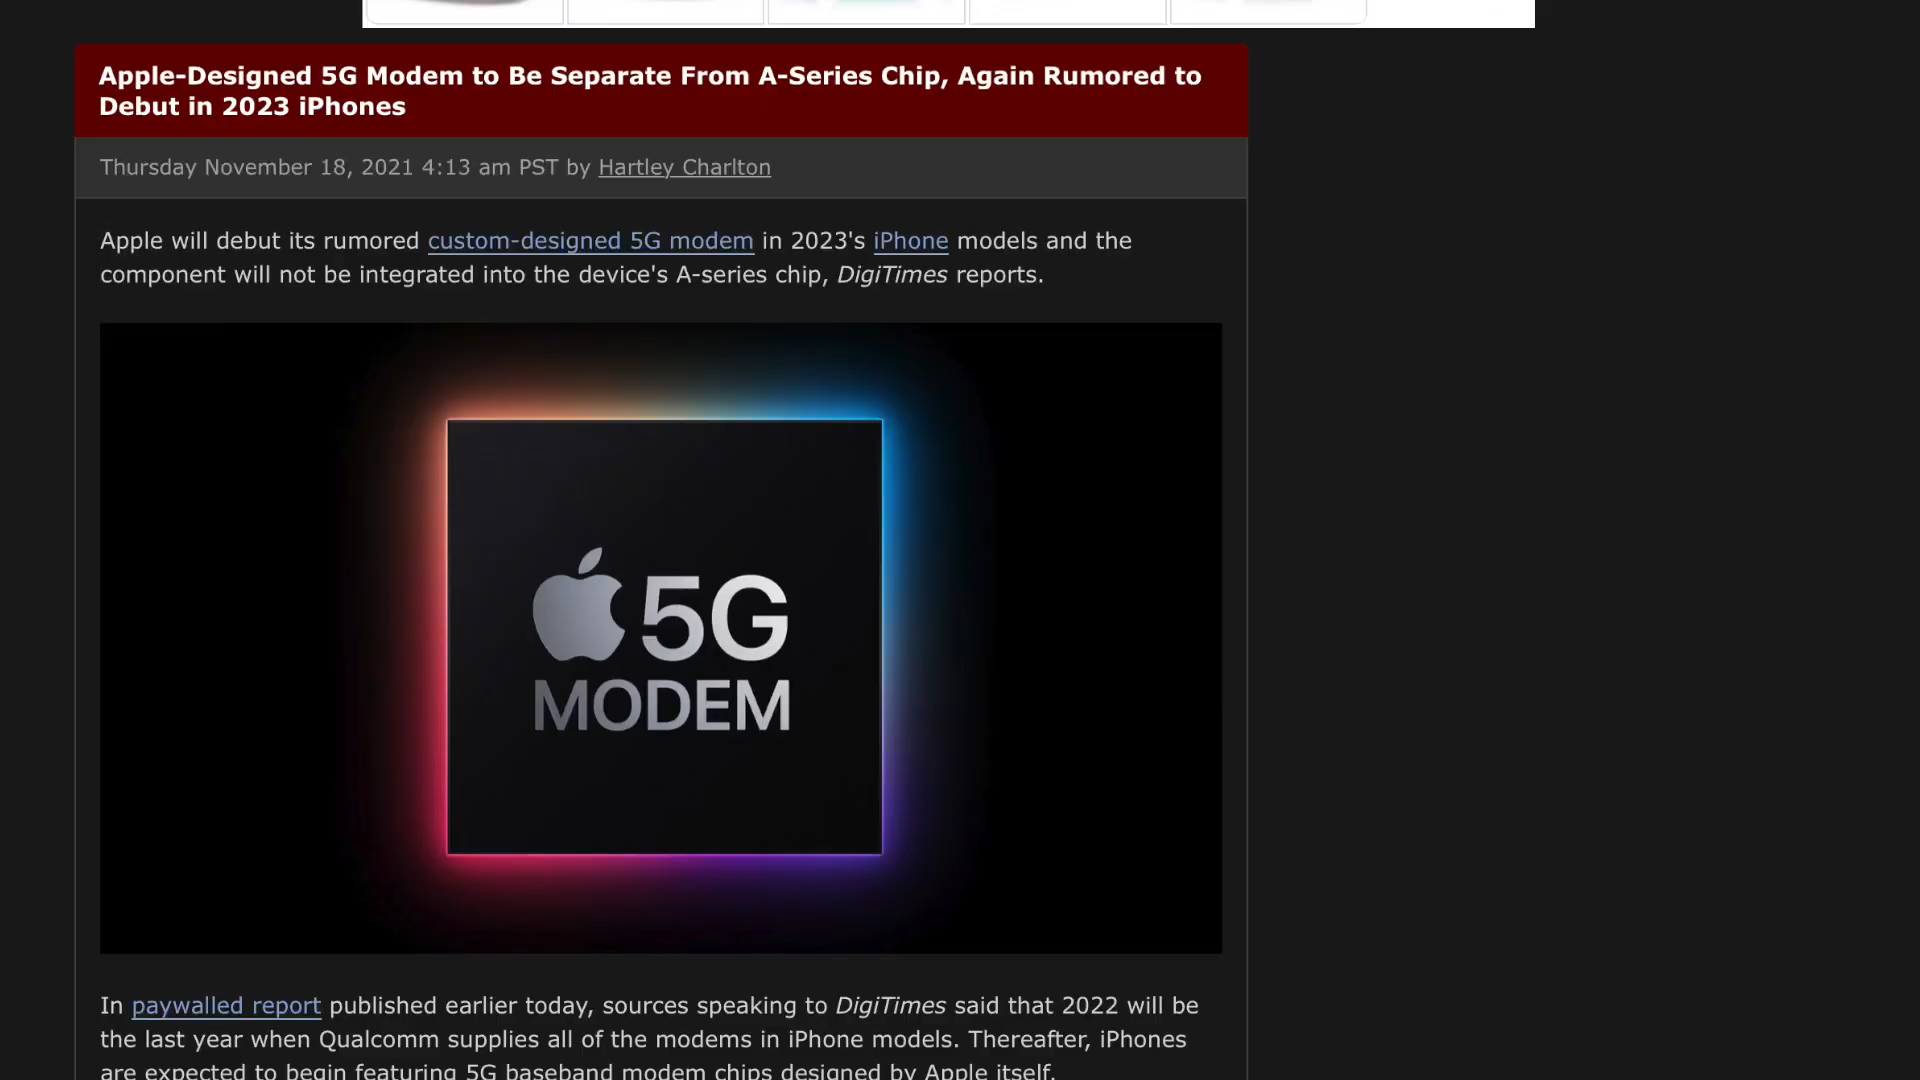 Apple-Designed 5G Modem to Be Separate From A-Series Chip, Again Rumored to
Debut in 2023 iPhones
Thursday November 18, 2021 4:13 am PST by Hartley Charlton
Apple will debut its rumored custom-designed 5G modem in 2023's iPhone models and the
component will not be integrated into the device's A-series chip, DigiTimes reports.
5G
MODEM
In paywalled report published earlier today, sources speaking to DigiTimes said that 2022 will be
the last year when Qualcomm supplies all of the modems in iPhone models. Thereafter, iPhones
are expected to begin featuring 5G baseband modem chips designed by Apple itself.